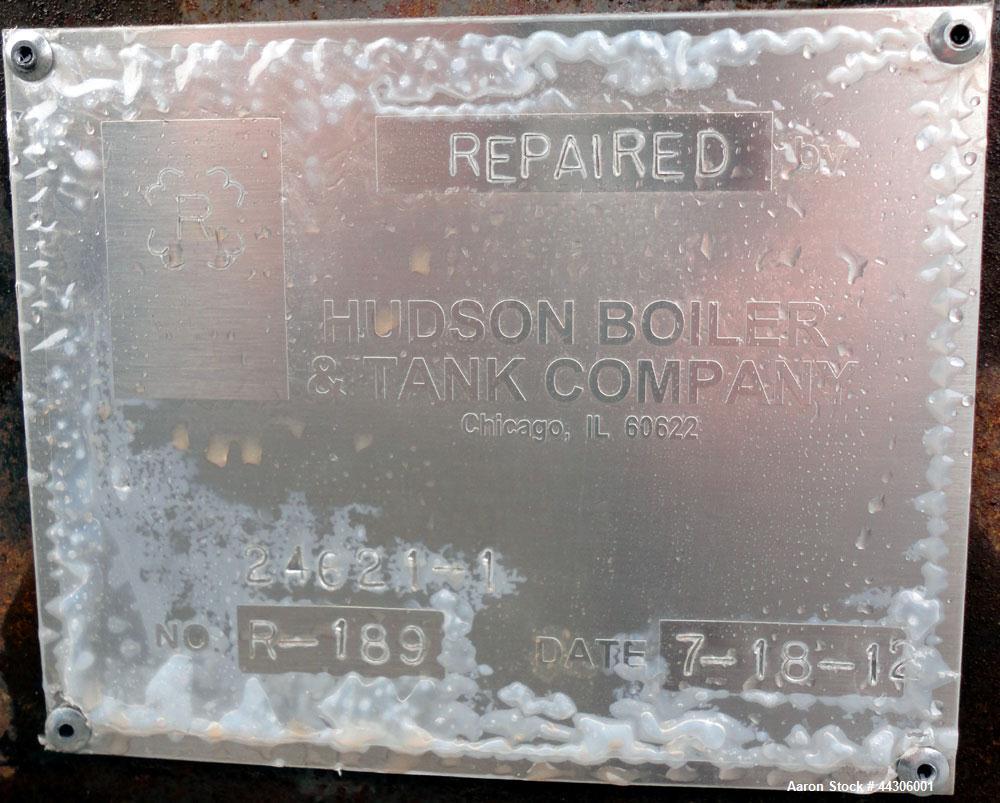 REPAIRED by
R
HUDSON BOILER
& TANK COMPANY
Chicago, IL 60622
24621-1
NO. R-189 DATE 7-18-12
Aaron Stock # 44306001